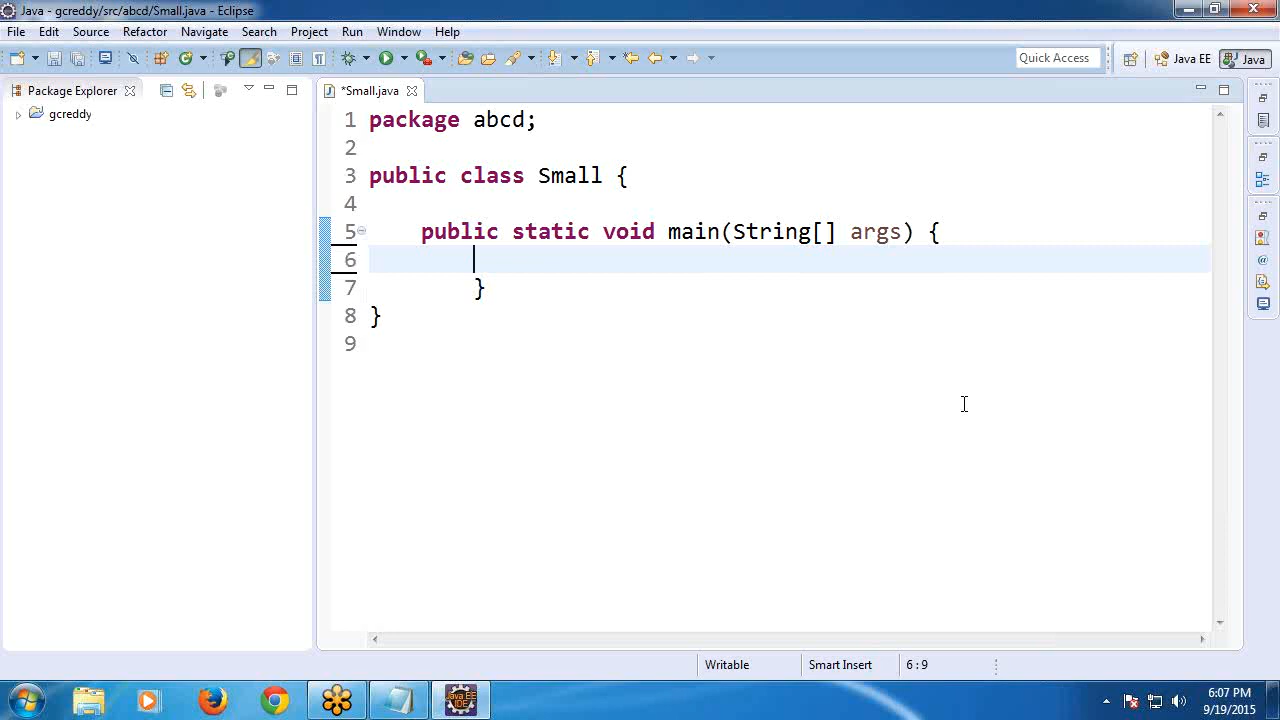 Java - gcreddy/src/abcd/Small.java - Eclipse
File Edit Source Refactor Navigate Search Project Run Window Help
Quick Access Java EE Java
Package Explorer
gcreddy
*Small.java
1 package abcd;
2
3 public class Small {
4
5 public static void main(String[] args) {
6
7 }
8 }
9
Writable Smart Insert 6 : 9
Java EE
IDE
6:07 PM
9/19/2015